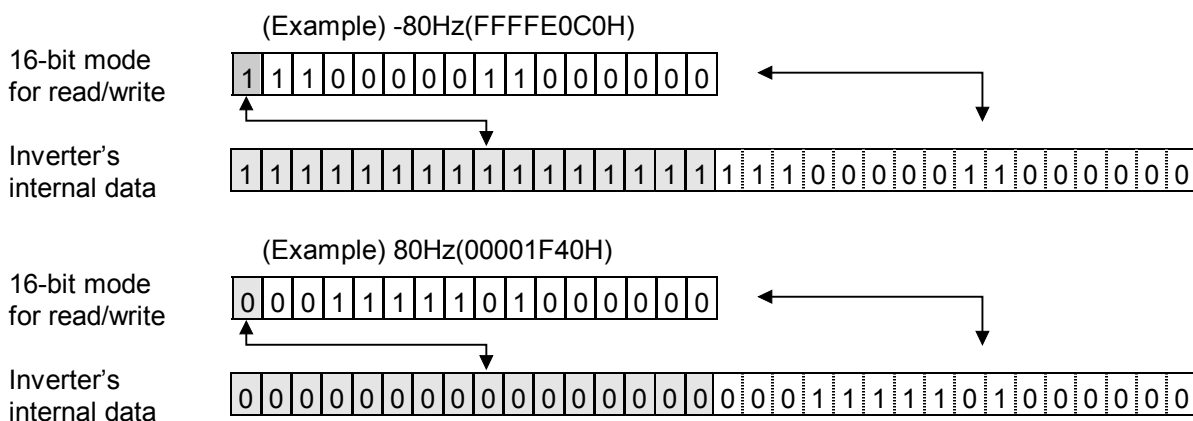 (Example) -80Hz(FFFFE0C0H)
16-bit mode
for read/write
1 1 1 0 0 0 0 0 1 1 0 0 0 0 0 0
Inverter's
internal data
1 1 1 1 1 1 1 1 1 1 1 1 1 1 1 1 1 1 1 0 0 0 0 0 1 1 0 0 0 0 0 0
(Example) 80Hz(00001F40H)
16-bit mode
for read/write
0 0 0 1 1 1 1 1 0 1 0 0 0 0 0 0
Inverter's
internal data
0 0 0 0 0 0 0 0 0 0 0 0 0 0 0 0 0 0 0 1 1 1 1 1 0 1 0 0 0 0 0 0